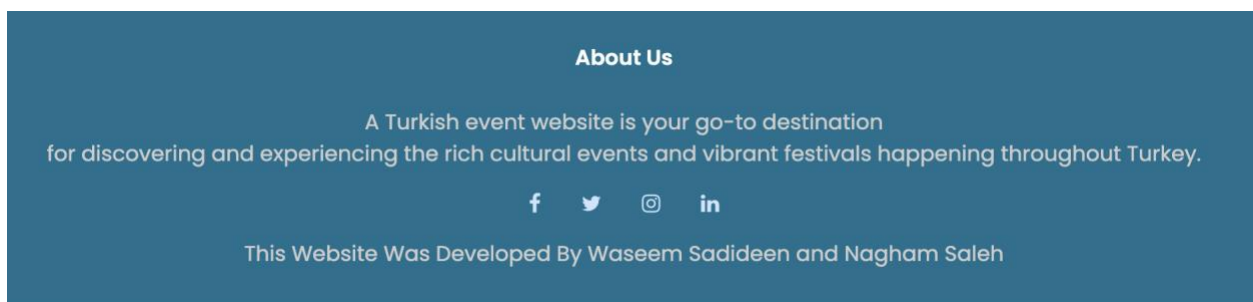 About Us
A Turkish event website is your go-to destination
for discovering and experiencing the rich cultural events and vibrant festivals happening throughout Turkey.
This Website Was Developed By Waseem Sadideen and Nagham Saleh